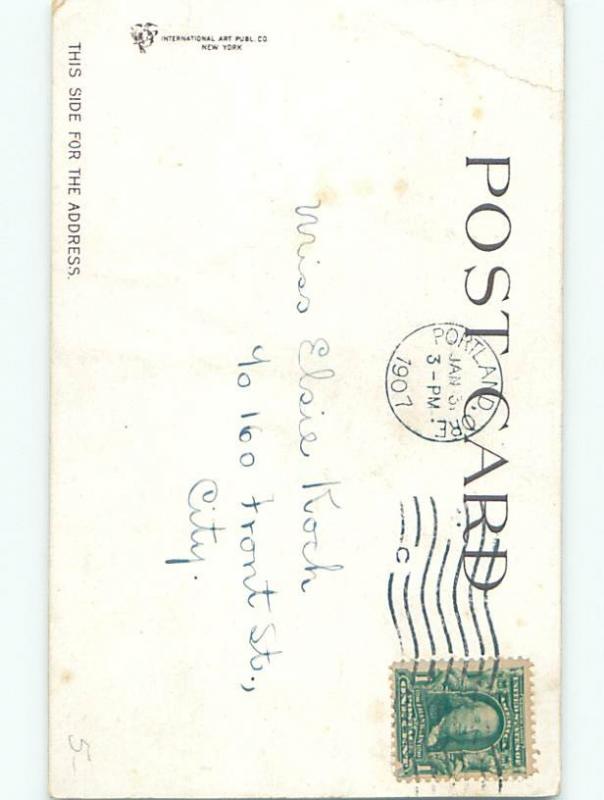 POST CARD
INTERNATIONAL ART PUBL. CO.
NEW YORK
PORTLAND, ORE.
JAN 31
3-PM
1907
C
Miss Elsie Koch
℅ 160 Front St.,
City.
THIS SIDE FOR THE ADDRESS.
5-